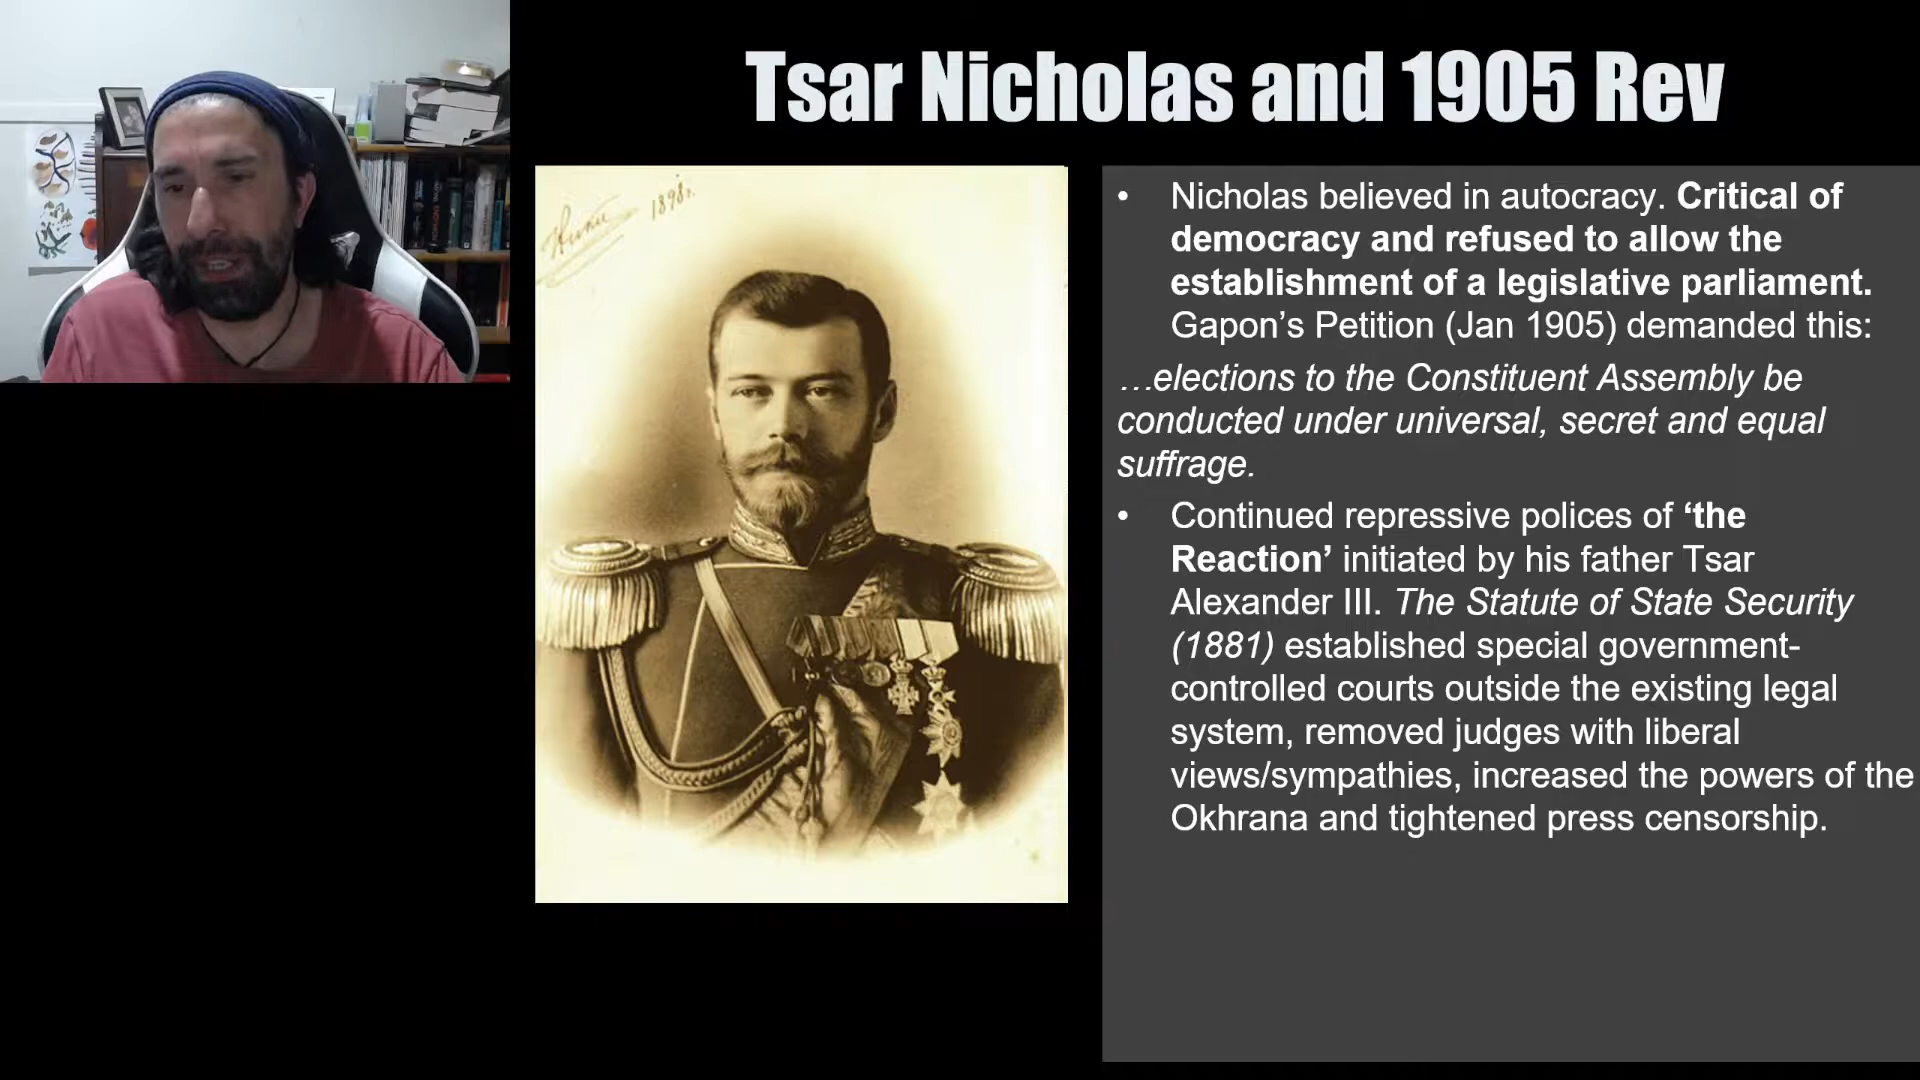 Tsar Nicholas and 1905 Rev
1898г.
• Nicholas believed in autocracy. Critical of
democracy and refused to allow the
establishment of a legislative parliament.
Gapon’s Petition (Jan 1905) demanded this:
…elections to the Constituent Assembly be
conducted under universal, secret and equal
suffrage.
• Continued repressive polices of ‘the
Reaction’ initiated by his father Tsar
Alexander III. The Statute of State Security
(1881) established special government-
controlled courts outside the existing legal
system, removed judges with liberal
views/sympathies, increased the powers of the
Okhrana and tightened press censorship.